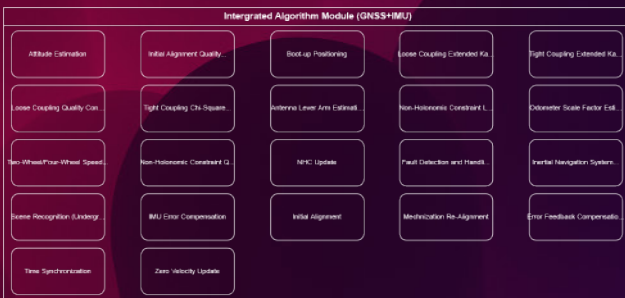 Intergrated Algorithm Module (GNSS+IMU)
Attitude Estimation
Initial Alignment Quality...
Boot-up Positioning
Loose Coupling Extended Ka...
Tight Coupling Extended Ka...
Loose Coupling Quality Con...
Tight Coupling Chi-Square...
Antenna Lever Arm Estimati...
Non-Holonomic Constraint L...
Odometer Scale Factor Esti...
Two-Wheel/Four-Wheel Speed...
Non-Holonomic Constraint Q...
NHC Update
Fault Detection and Handli...
Inertial Navigation System...
Scene Recognition (Undergr...
IMU Error Compensation
Initial Alignment
Mechnization Re-Alignment
Error Feedback Compensatio...
Time Synchronization
Zero Velocity Update